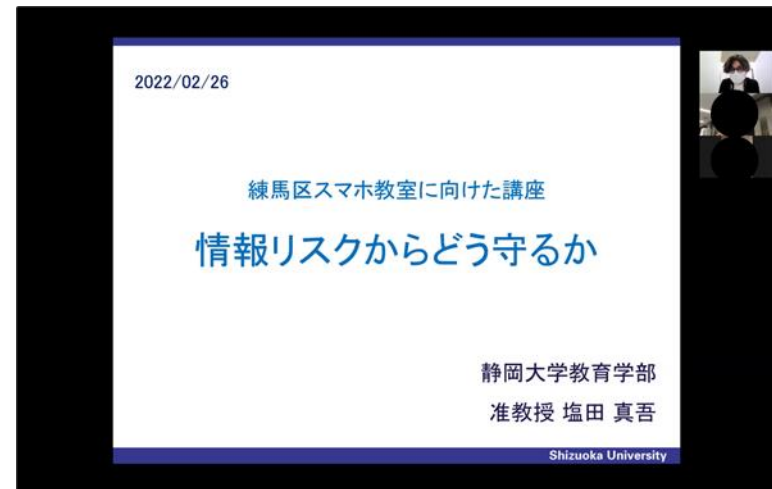 2022/02/26
練馬区スマホ教室に向けた講座
情報リスクからどう守るか
静岡大学教育学部
准教授 塩田 真吾
Shizuoka University